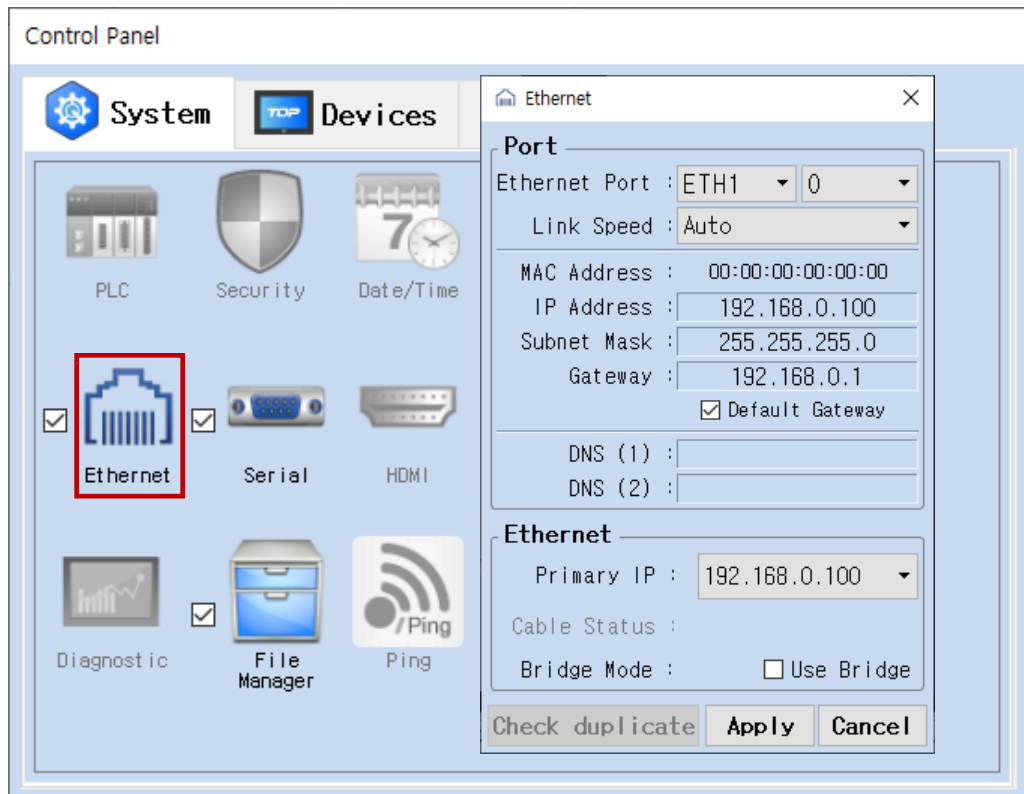 Control Panel
System
TOP
Devices
PLC
Security
7
Date/Time
Ethernet
Serial
HDMI
Diagnostic
File
Manager
/Ping
Ping
Ethernet
Port
Ethernet Port : ETH1 0
Link Speed : Auto
MAC Address : 00:00:00:00:00:00
IP Address : 192.168.0.100
Subnet Mask : 255.255.255.0
Gateway : 192.168.0.1
Default Gateway
DNS (1) :
DNS (2) :
Ethernet
Primary IP : 192.168.0.100
Cable Status :
Bridge Mode : Use Bridge
Check duplicate Apply Cancel